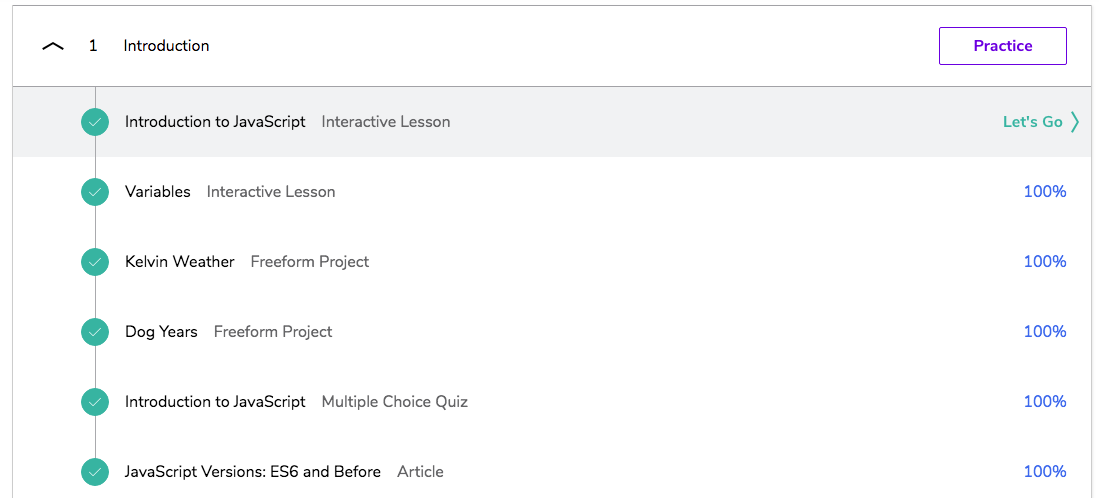 1 Introduction Practice
Introduction to JavaScript Interactive Lesson Let's Go
Variables Interactive Lesson 100%
Kelvin Weather Freeform Project 100%
Dog Years Freeform Project 100%
Introduction to JavaScript Multiple Choice Quiz 100%
JavaScript Versions: ES6 and Before Article 100%